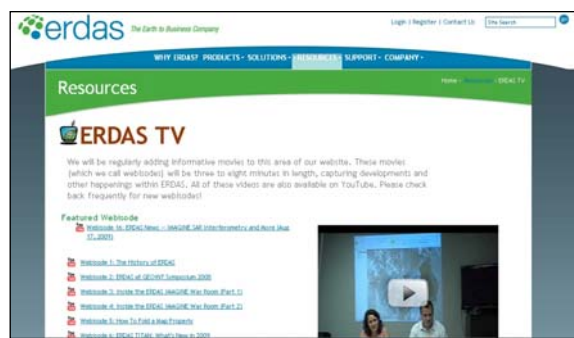 erdas The Earth to Business Company
Login | Register | Contact Us
Site Search
WHY ERDAS? PRODUCTS SOLUTIONS RESOURCES SUPPORT COMPANY
Resources
Home - Resources - ERDAS TV
ERDAS TV
We will be regularly adding informative movies to this area of our website. These movies
(which we call webisodes) will be three to eight minutes in length, capturing developments and
other happenings within ERDAS. All of these videos are also available on YouTube. Please check
back frequently for new webisodes!
Featured Webisode
ERDAS News -- IMAGINE SAR Interferometry and More (Aug
17, 2009)
Webisode 1: The History of ERDAS
Webisode 2: ERDAS at GEOINT Symposium 2008
Webisode 3: Inside the ERDAS IMAGINE War Room (Part 1)
Webisode 4: Inside the ERDAS IMAGINE War Room (Part 2)
Webisode 5: How To Fold a Map Properly
Webisode 6: ERDAS TITAN: What's New in 2009